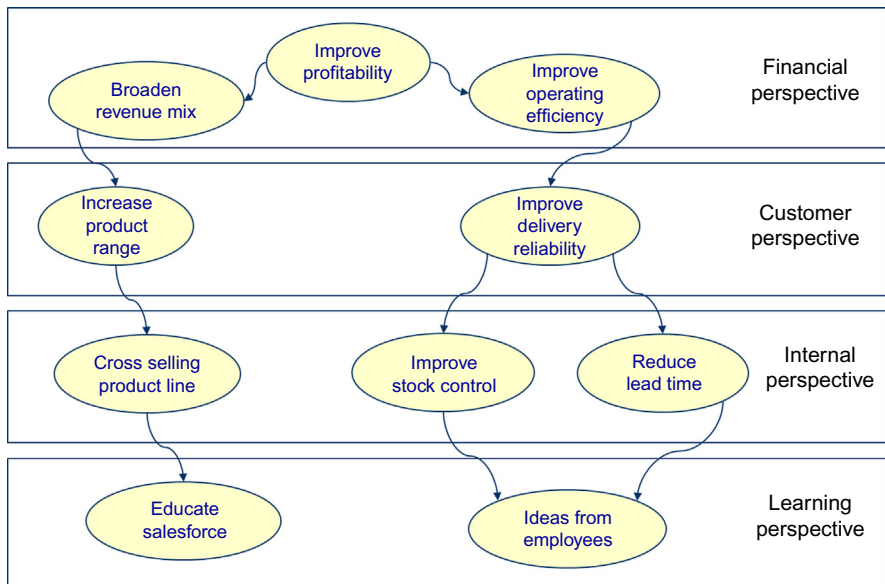 Improve
profitability
Broaden
revenue mix
Improve
operating
efficiency
Financial
perspective
Increase
product
range
Improve
delivery
reliability
Customer
perspective
Cross selling
product line
Improve
stock control
Reduce
lead time
Internal
perspective
Educate
salesforce
Ideas from
employees
Learning
perspective